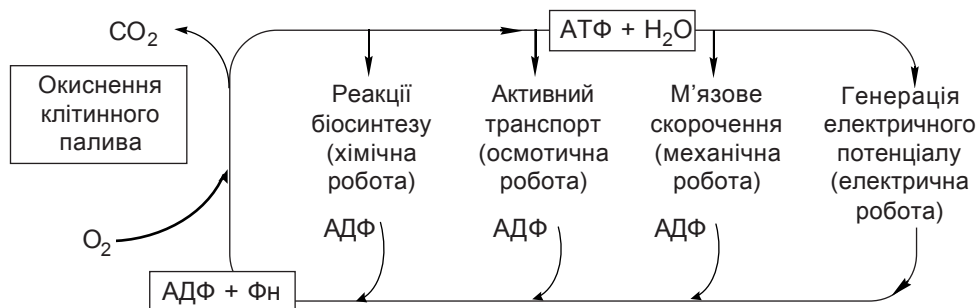 CO₂
АТФ + H₂O
Окиснення
клітинного
палива
Реакції
біосинтезу
(хімічна
робота)
Активний
транспорт
(осмотична
робота)
М'язове
скорочення
(механічна
робота)
Генерація
електричного
потенціалу
(електрична
робота)
O₂
АДФ
АДФ
АДФ
АДФ + Фн